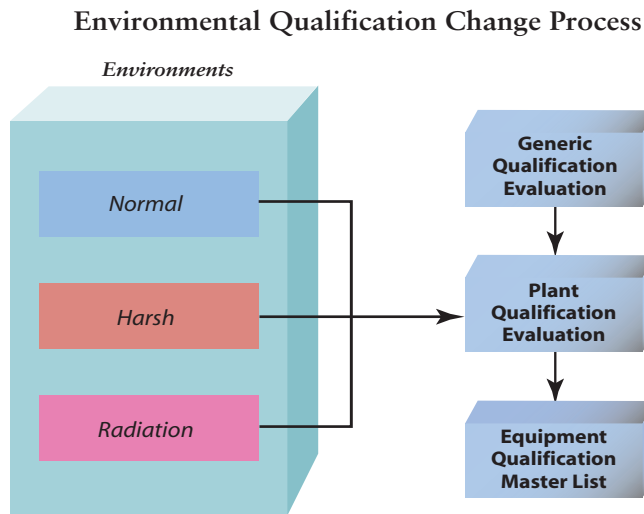 Environmental Qualification Change Process
Environments
Normal
Harsh
Radiation
Generic
Qualification
Evaluation
Plant
Qualification
Evaluation
Equipment
Qualification
Master List